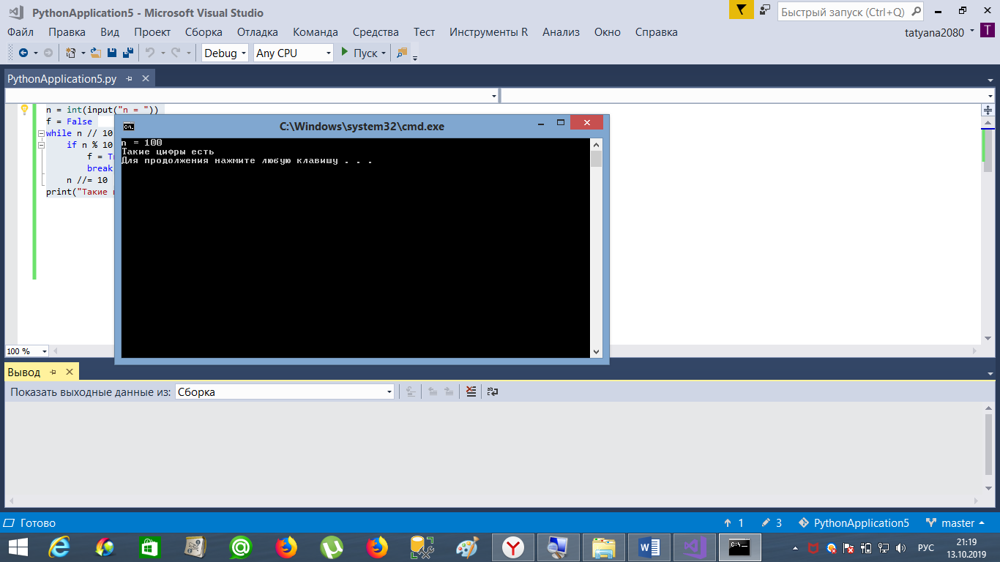 PythonApplication5 - Microsoft Visual Studio
Быстрый запуск (Ctrl+Q)
Файл Правка Вид Проект Сборка Отладка Команда Средства Тест Инструменты R Анализ Окно Справка
tatyana2080 T
Debug Any CPU Пуск
PythonApplication5.py
n = int(input("n = "))
f = False
while n // 10
if n % 10
f =
break
n //= 10
print("Такие
C:\Windows\system32\cmd.exe
n = 100
Такие цифры есть
Для продолжения нажмите любую клавишу . . .
100 %
Вывод
Показать выходные данные из: Сборка
Готово
1 3 PythonApplication5 master
РУС
21:19
13.10.2019